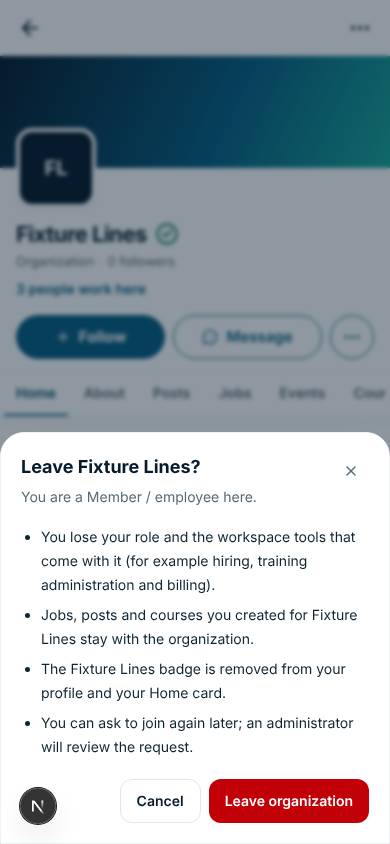 FL
Fixture Lines
Organization · 0 followers
3 people work here
+ Follow
Message
Home About Posts Jobs Events Cour
Leave Fixture Lines?
You are a Member / employee here.
• You lose your role and the workspace tools that
come with it (for example hiring, training
administration and billing).
• Jobs, posts and courses you created for Fixture
Lines stay with the organization.
• The Fixture Lines badge is removed from your
profile and your Home card.
• You can ask to join again later; an administrator
will review the request.
N
Cancel
Leave organization